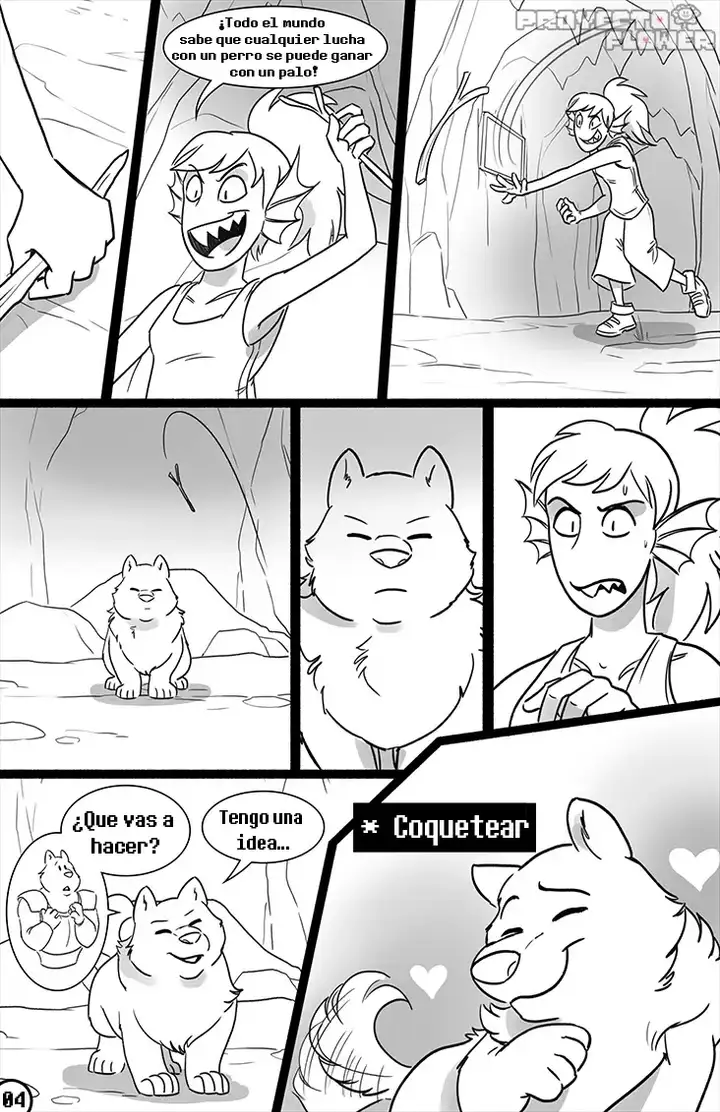 ¡Todo el mundo
sabe que cualquier lucha
con un perro se puede ganar
con un palo!
PROYECTO
FLOWER
¿Que vas a
hacer?
Tengo una
idea...
* Coquetear
04